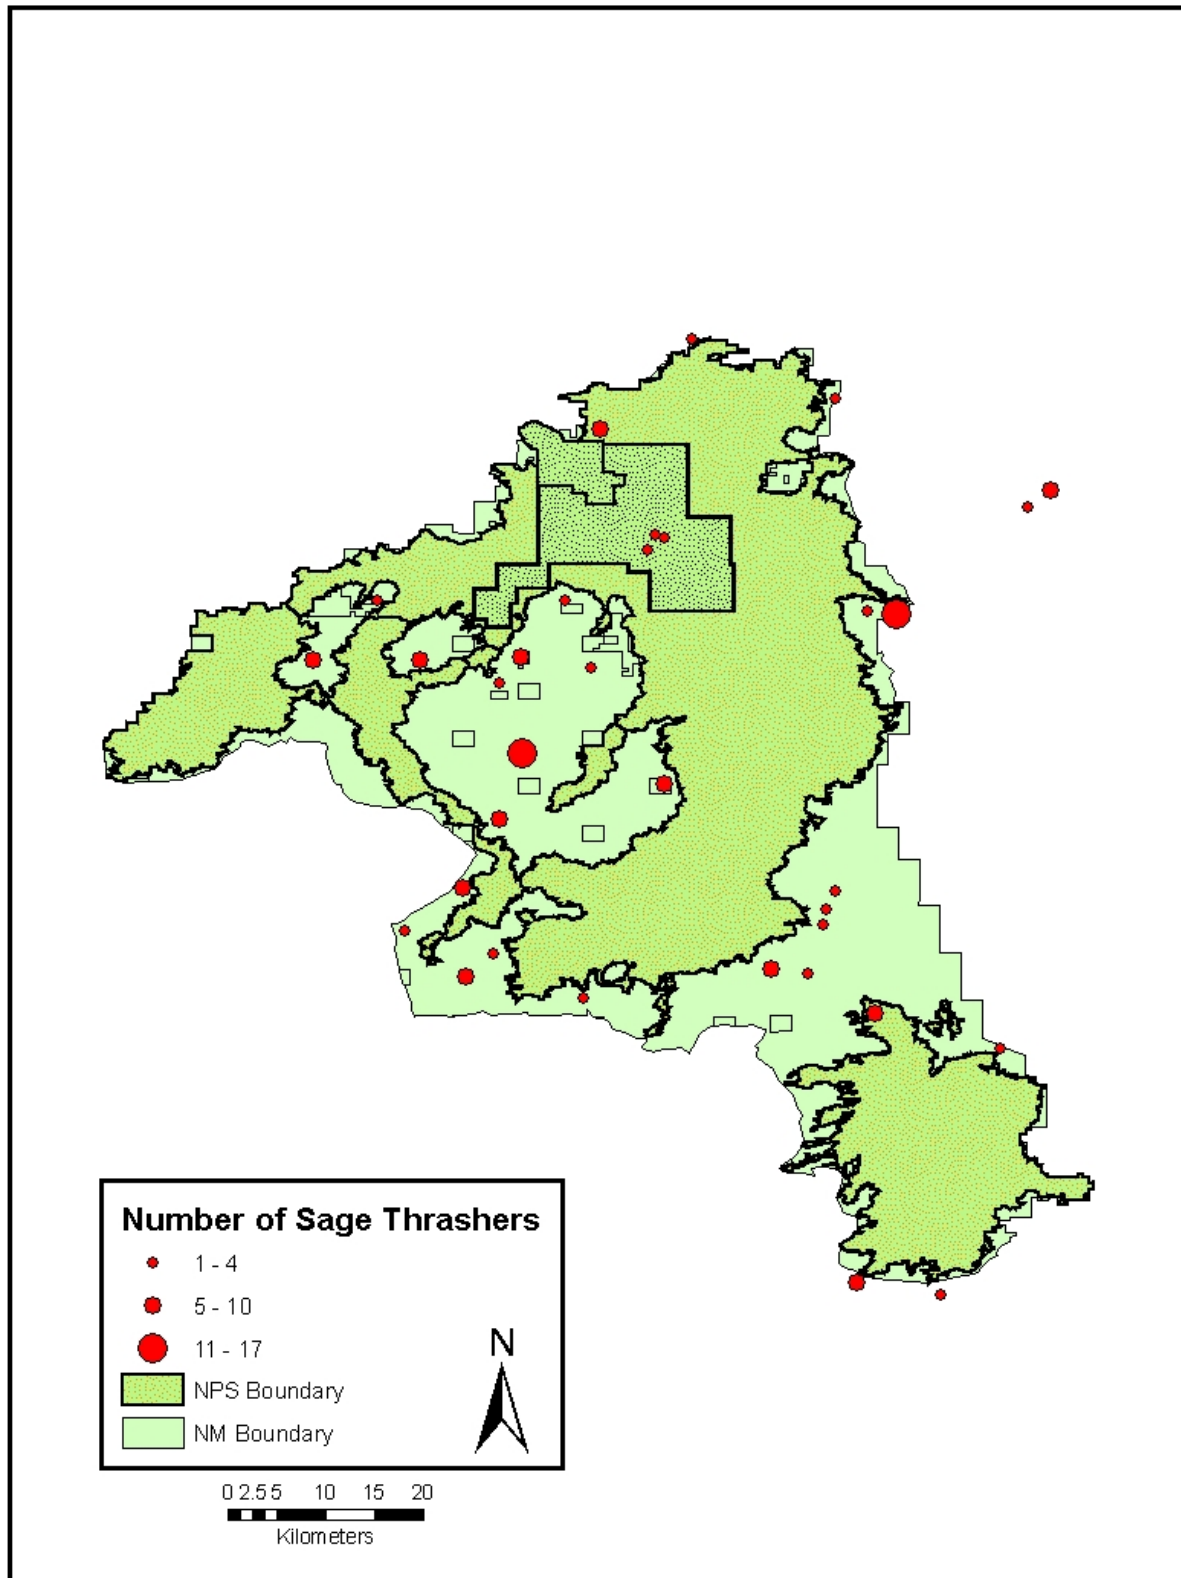 Number of Sage Thrashers
1 - 4
5 - 10
11 - 17
NPS Boundary
NM Boundary
N
0 2.5 5 10 15 20
Kilometers